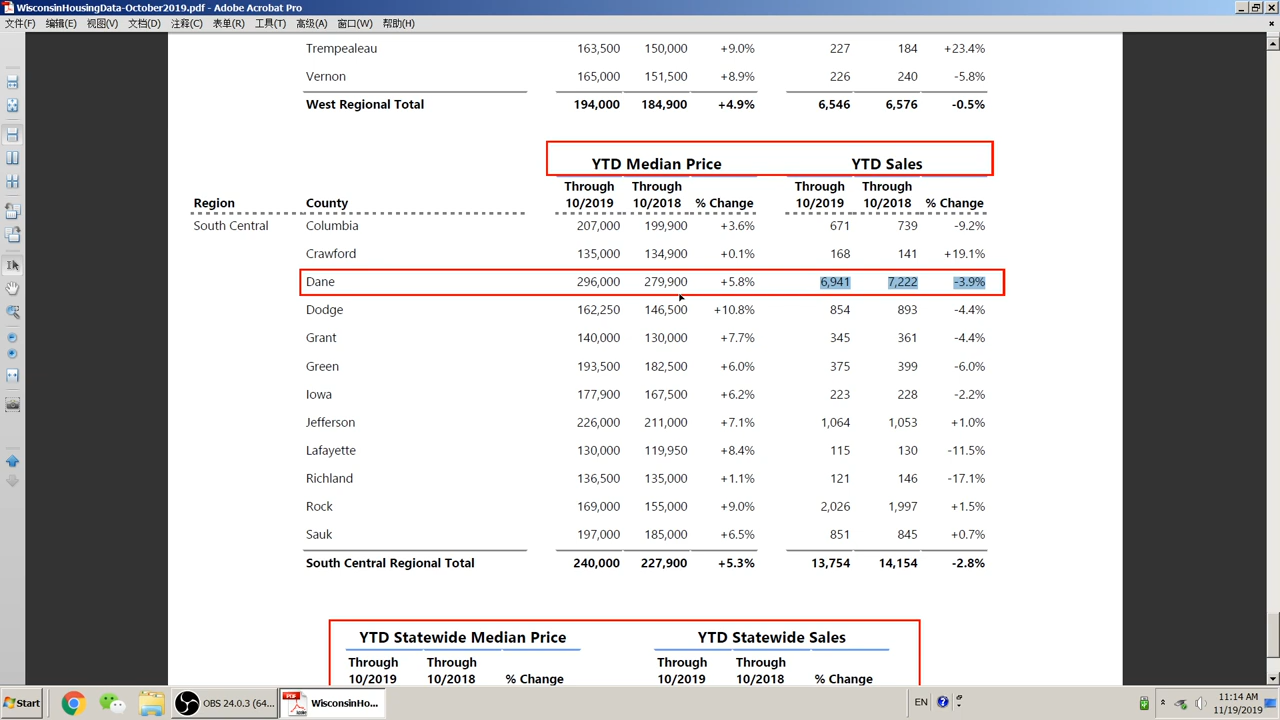 WisconsinHousingData-October2019.pdf - Adobe Acrobat Pro
文件(F) 编辑(E) 视图(V) 文档(D) 注释(C) 表单(R) 工具(T) 高级(A) 窗口(W) 帮助(H)
Trempealeau 163,500 150,000 +9.0% 227 184 +23.4%
Vernon 165,000 151,500 +8.9% 226 240 -5.8%
West Regional Total 194,000 184,900 +4.9% 6,546 6,576 -0.5%
YTD Median Price YTD Sales
Through Through Through Through
Region County 10/2019 10/2018 % Change 10/2019 10/2018 % Change
South Central Columbia 207,000 199,900 +3.6% 671 739 -9.2%
Crawford 135,000 134,900 +0.1% 168 141 +19.1%
Dane 296,000 279,900 +5.8% 6,941 7,222 -3.9%
Dodge 162,250 146,500 +10.8% 854 893 -4.4%
Grant 140,000 130,000 +7.7% 345 361 -4.4%
Green 193,500 182,500 +6.0% 375 399 -6.0%
Iowa 177,900 167,500 +6.2% 223 228 -2.2%
Jefferson 226,000 211,000 +7.1% 1,064 1,053 +1.0%
Lafayette 130,000 119,950 +8.4% 115 130 -11.5%
Richland 136,500 135,000 +1.1% 121 146 -17.1%
Rock 169,000 155,000 +9.0% 2,026 1,997 +1.5%
Sauk 197,000 185,000 +6.5% 851 845 +0.7%
South Central Regional Total 240,000 227,900 +5.3% 13,754 14,154 -2.8%
YTD Statewide Median Price YTD Statewide Sales
Through Through Through Through
10/2019 10/2018 % Change 10/2019 10/2018 % Change
Start OBS 24.0.3 (64... WisconsinHo... EN 11:14 AM
11/19/2019